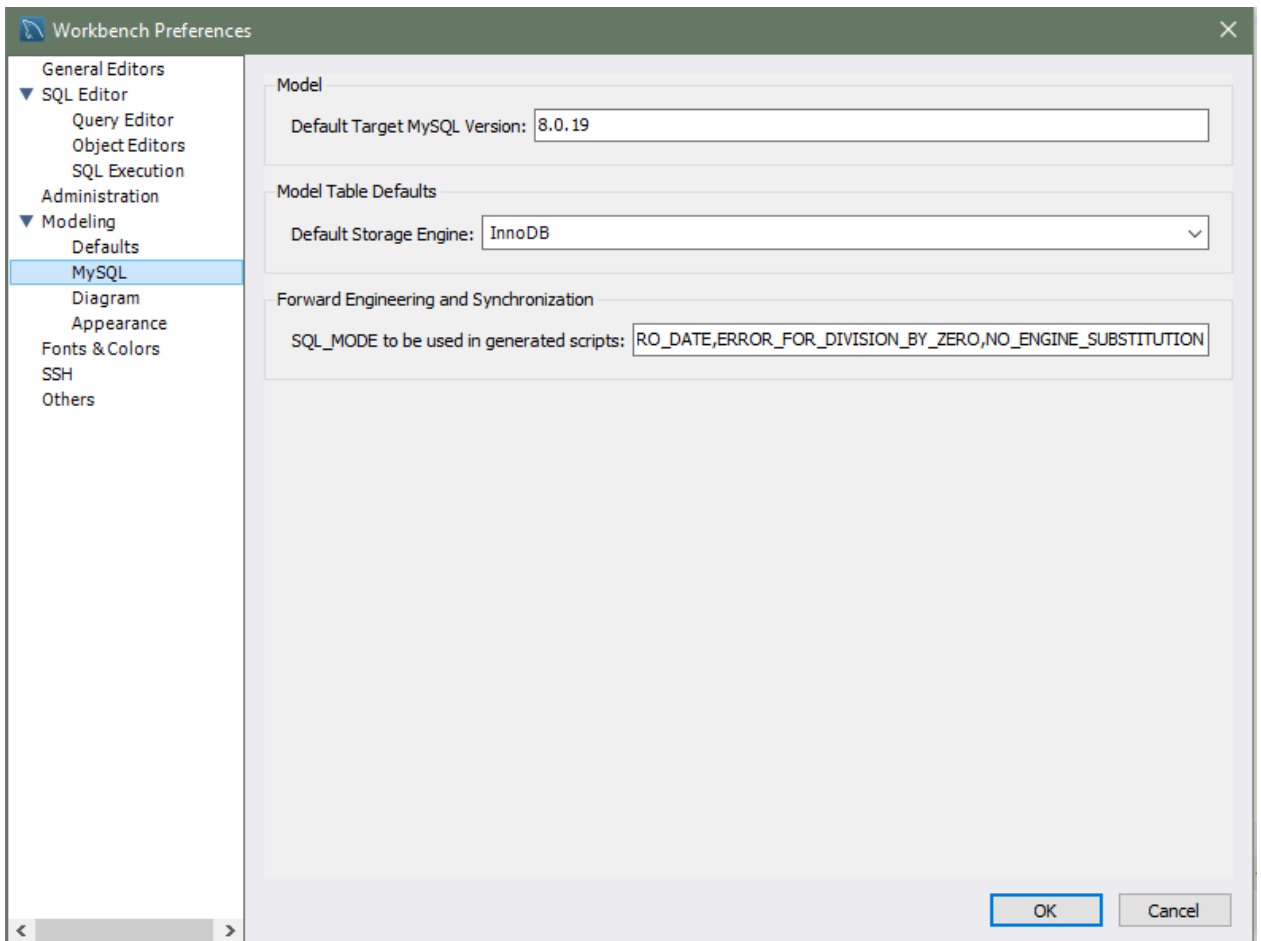 Workbench Preferences
General Editors
SQL Editor
Query Editor
Object Editors
SQL Execution
Administration
Modeling
Defaults
MySQL
Diagram
Appearance
Fonts & Colors
SSH
Others
Model
Default Target MySQL Version: 8.0.19
Model Table Defaults
Default Storage Engine: InnoDB
Forward Engineering and Synchronization
SQL_MODE to be used in generated scripts: RO_DATE,ERROR_FOR_DIVISION_BY_ZERO,NO_ENGINE_SUBSTITUTION
OK Cancel